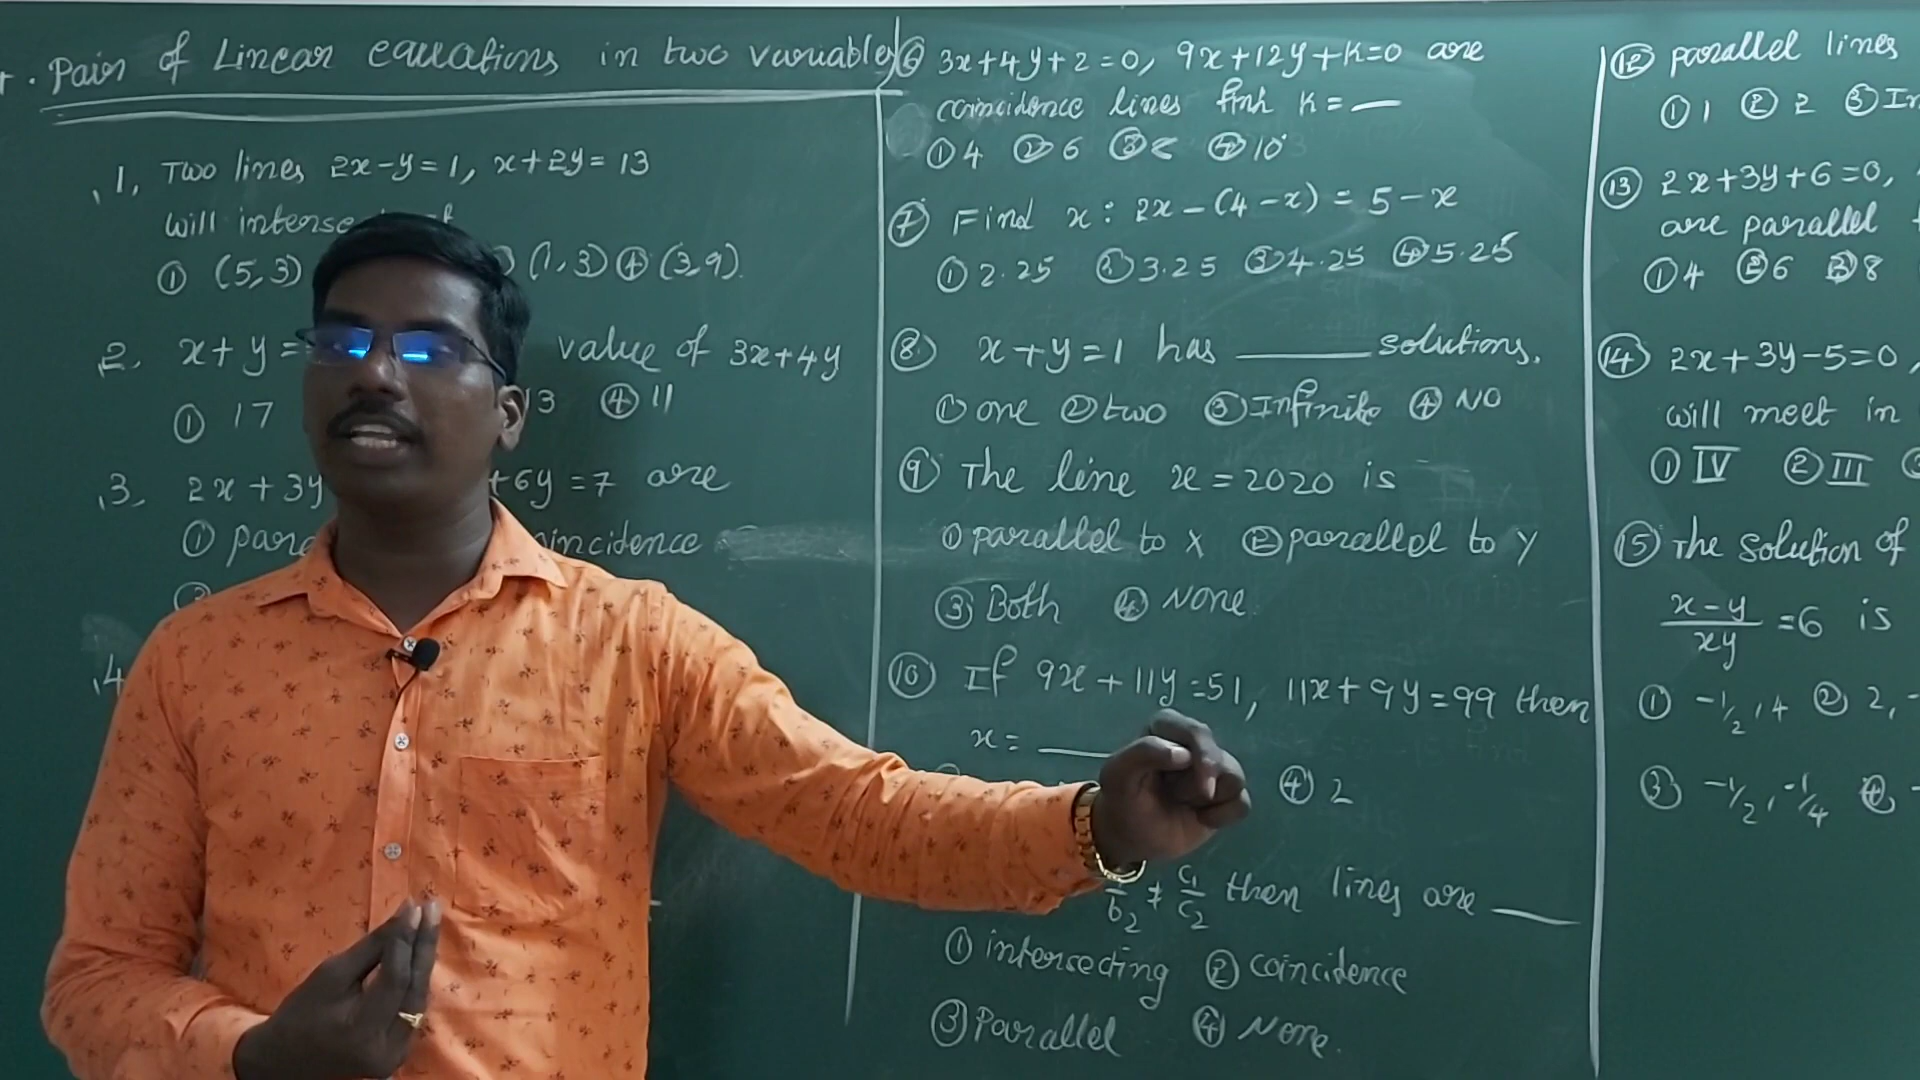 . Pair of Linear equations in two variables
1, Two lines 2x-y=1, x+2y=13
will
① (5,3) (1,3) ④ (3,9).
2. x+y= value of 3x+4y
① 17 13 ④ 11
3. 2x+3y +6y=7 are
①
4
⑥ 3x+4y+2=0, 9x+12y+K=0 are
coincidence lines find K= __
① 4 ② 6 ③ 8 ④ 10
⑦ Find x: 2x-(4-x) = 5-x
① 2.25 ② 3.25 ③ 4.25 ④ 5.25
⑧ x+y=1 has ______ solutions.
① one ② two ③ Infinite ④ NO
⑨ The line x=2020 is
① parallel to x ② parallel to y
③ Both ④ None.
⑩ If 9x+11y=51, 11x+9y=99 then
x= ____
④ 2
b₂ ≠ c₁/c₂ then lines are ____
① intersecting ② coincidence
③ Parallel ④ None.
⑫ parallel lines
① 1 ② 2 ③
⑬ 2x+3y+6=0,
are parallel
① 4 ② 6 ③ 8
⑭ 2x+3y-5=0,
will meet in
① IV ② III
⑮ The solution of
x-y/xy =6 is
① -1/2, 4 ② 2, -
③ -1/2, -1/4 ④ -